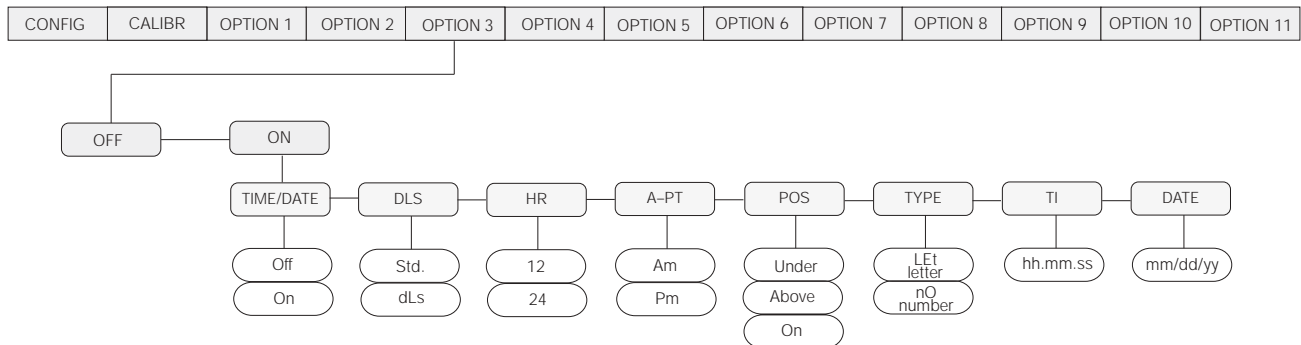 CONFIG CALIBR OPTION 1 OPTION 2 OPTION 3 OPTION 4 OPTION 5 OPTION 6 OPTION 7 OPTION 8 OPTION 9 OPTION 10 OPTION 11
OFF ON
TIME/DATE DLS HR A–PT POS TYPE TI DATE
Off Std. 12 Am Under LEt hh.mm.ss mm/dd/yy
letter
On dLs 24 Pm Above nO
number
On